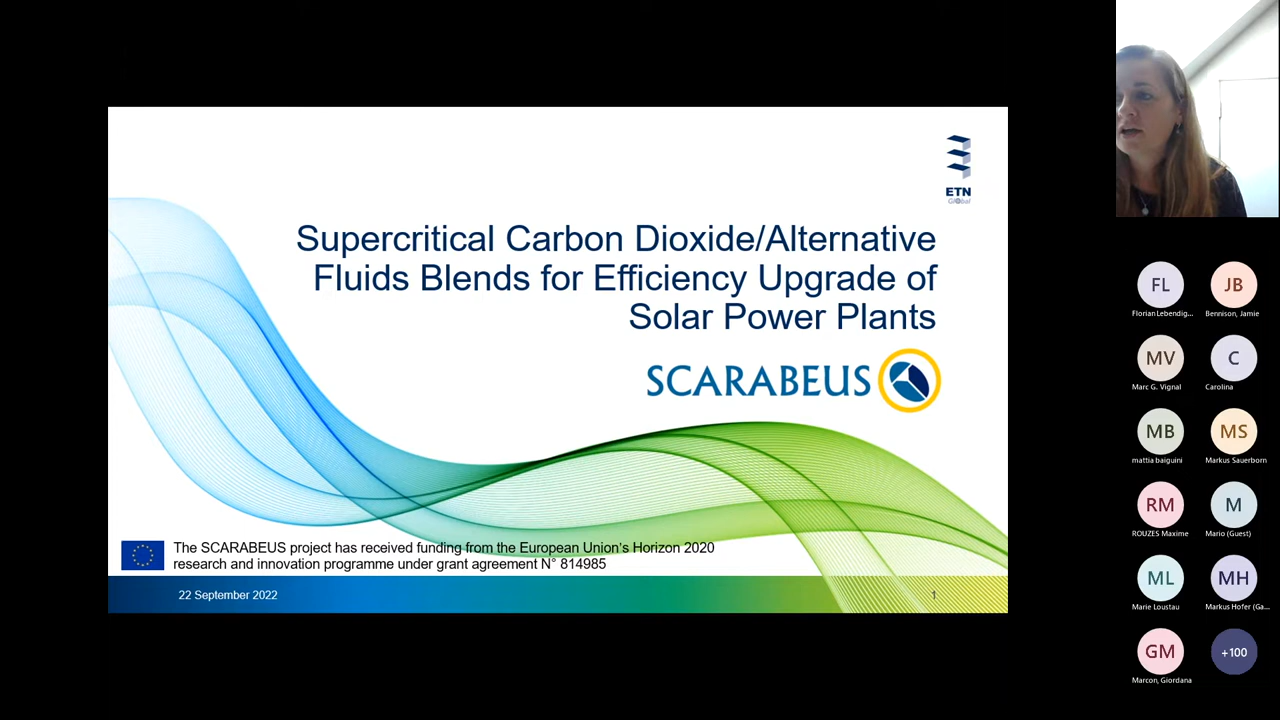 ETN
Global
Supercritical Carbon Dioxide/Alternative
Fluids Blends for Efficiency Upgrade of
Solar Power Plants
SCARABEUS
The SCARABEUS project has received funding from the European Union's Horizon 2020
research and innovation programme under grant agreement N° 814985
22 September 2022
1
FL
JB
Florian Lebendig...
Bennison, Jamie
MV
C
Marc G. Vignal
Carolina
MB
MS
mattia baiguini
Markus Sauerborn
RM
M
ROUZES Maxime
Mario (Guest)
ML
MH
Marie Loustau
Markus Hofer (Ga...
GM
+100
Marcon, Giordana